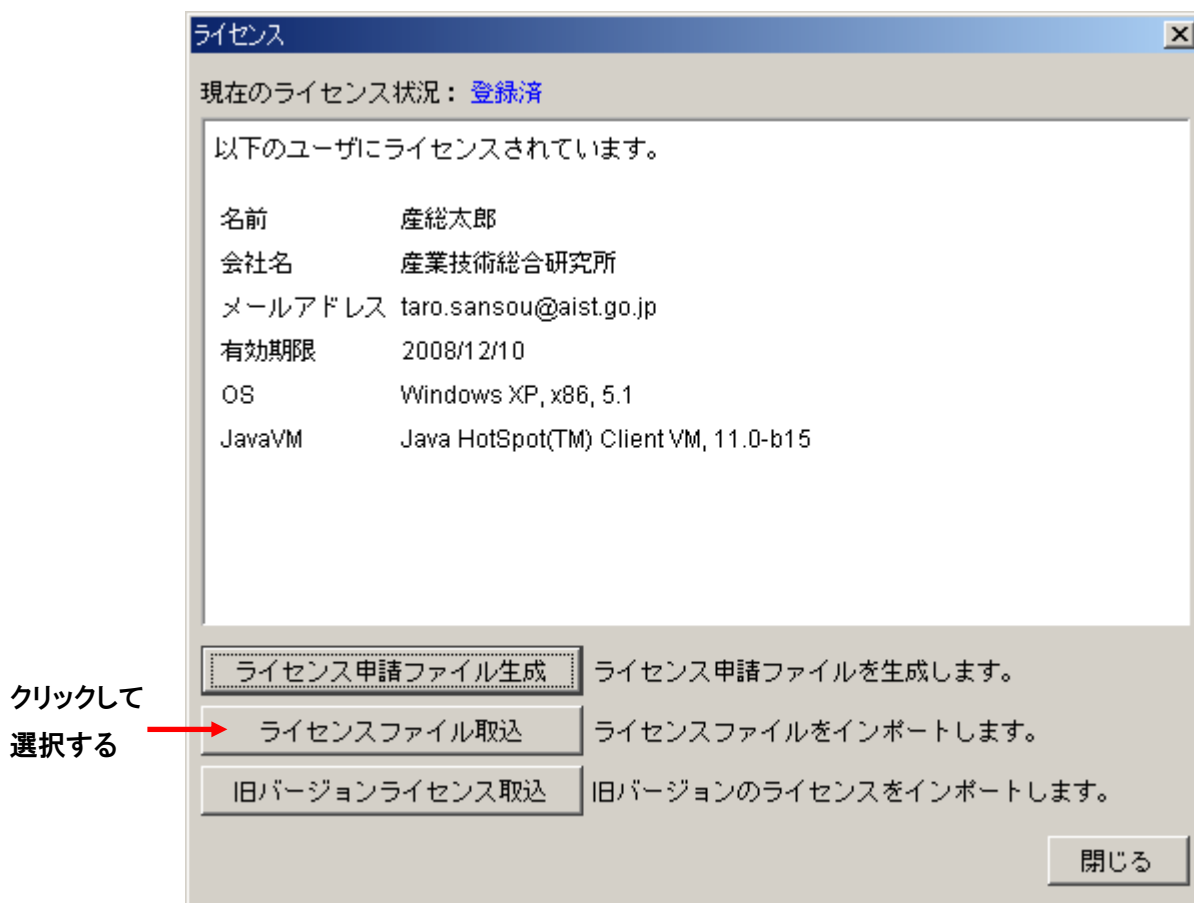 ライセンス
現在のライセンス状況： 登録済
以下のユーザにライセンスされています。
名前 産総太郎
会社名 産業技術総合研究所
メールアドレス taro.sansou@aist.go.jp
有効期限 2008/12/10
OS Windows XP, x86, 5.1
JavaVM Java HotSpot(TM) Client VM, 11.0-b15
ライセンス申請ファイル生成 ライセンス申請ファイルを生成します。
クリックして
選択する
ライセンスファイル取込 ライセンスファイルをインポートします。
旧バージョンライセンス取込 旧バージョンのライセンスをインポートします。
閉じる